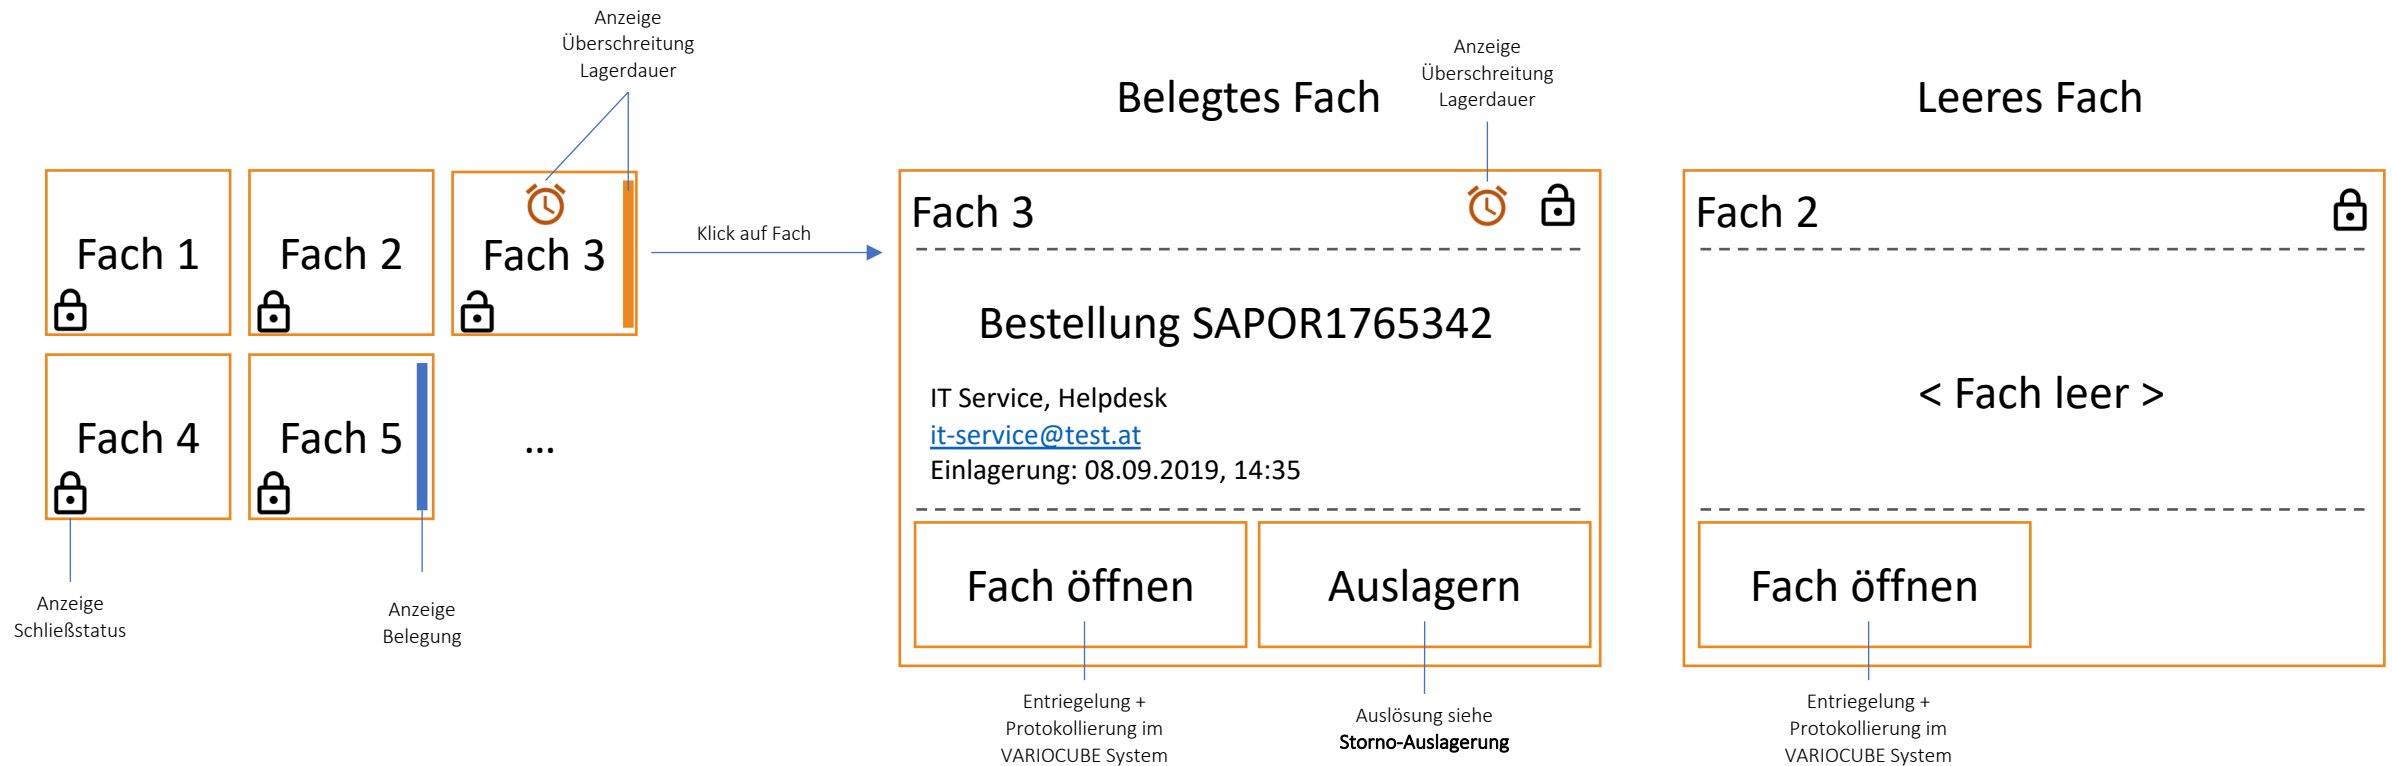 Anzeige
Überschreitung
Lagerdauer
Fach 1
Fach 2
Fach 3
Fach 4
Fach 5
...
Anzeige
Schließstatus
Anzeige
Belegung
Klick auf Fach
Belegtes Fach
Anzeige
Überschreitung
Lagerdauer
Fach 3
Bestellung SAPOR1765342
IT Service, Helpdesk
it-service@test.at
Einlagerung: 08.09.2019, 14:35
Fach öffnen
Auslagern
Entriegelung +
Protokollierung im
VARIOCUBE System
Auslösung siehe
Storno-Auslagerung
Leeres Fach
Fach 2
< Fach leer >
Fach öffnen
Entriegelung +
Protokollierung im
VARIOCUBE System